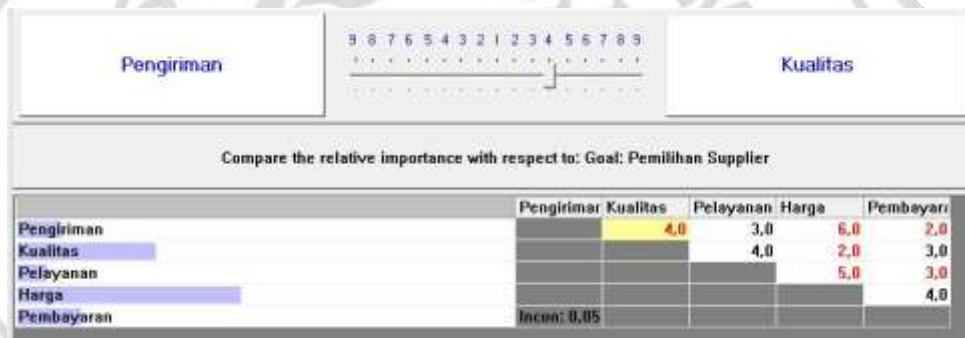 9 8 7 6 5 4 3 2 1 2 3 4 5 6 7 8 9
Pengiriman Kualitas
Compare the relative importance with respect to: Goal: Pemilihan Supplier
Pengirimar Kualitas Pelayanan Harga Pembayara
Pengiriman 4,0 3,0 6,0 2,0
Kualitas 4,0 2,0 3,0
Pelayanan 5,0 3,0
Harga 4,0
Pembayaran Incon: 0,05